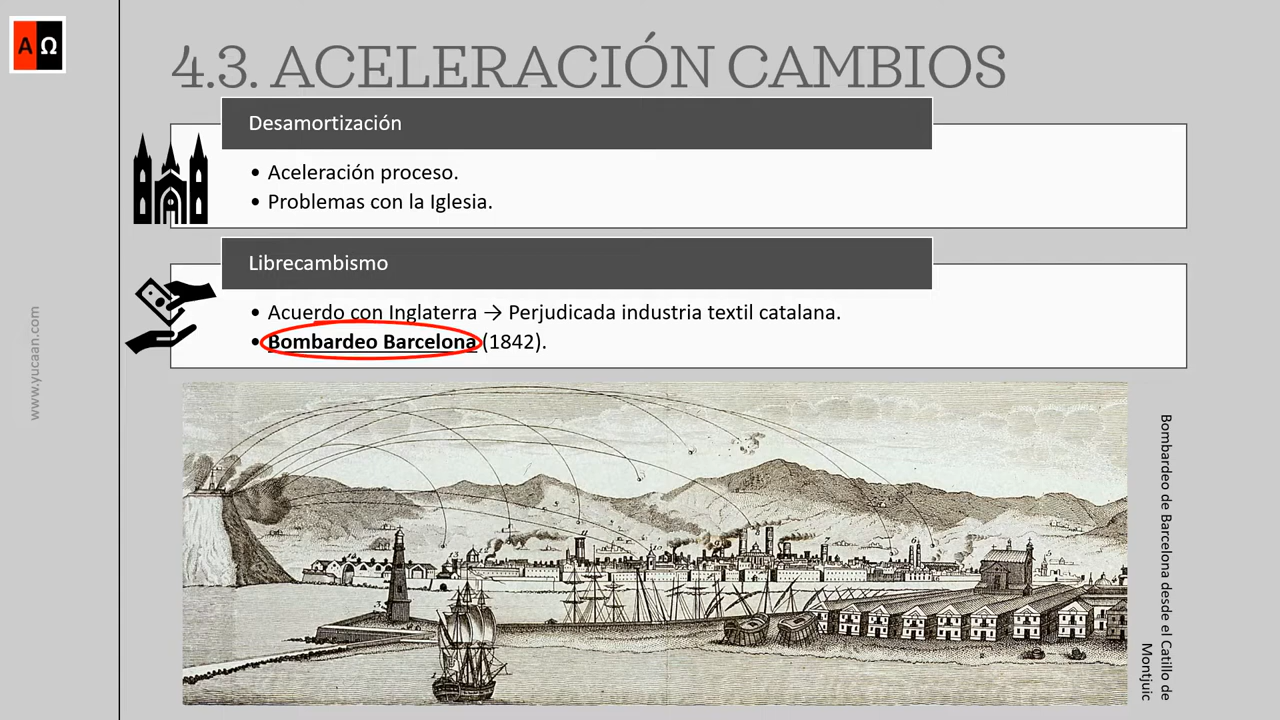 AΩ
4.3. ACELERACIÓN CAMBIOS
Desamortización
• Aceleración proceso.
• Problemas con la Iglesia.
Librecambismo
• Acuerdo con Inglaterra → Perjudicada industria textil catalana.
• Bombardeo Barcelona (1842).
Bombardeo de Barcelona desde el Catillo de
Montjuic
www.yucaan.com